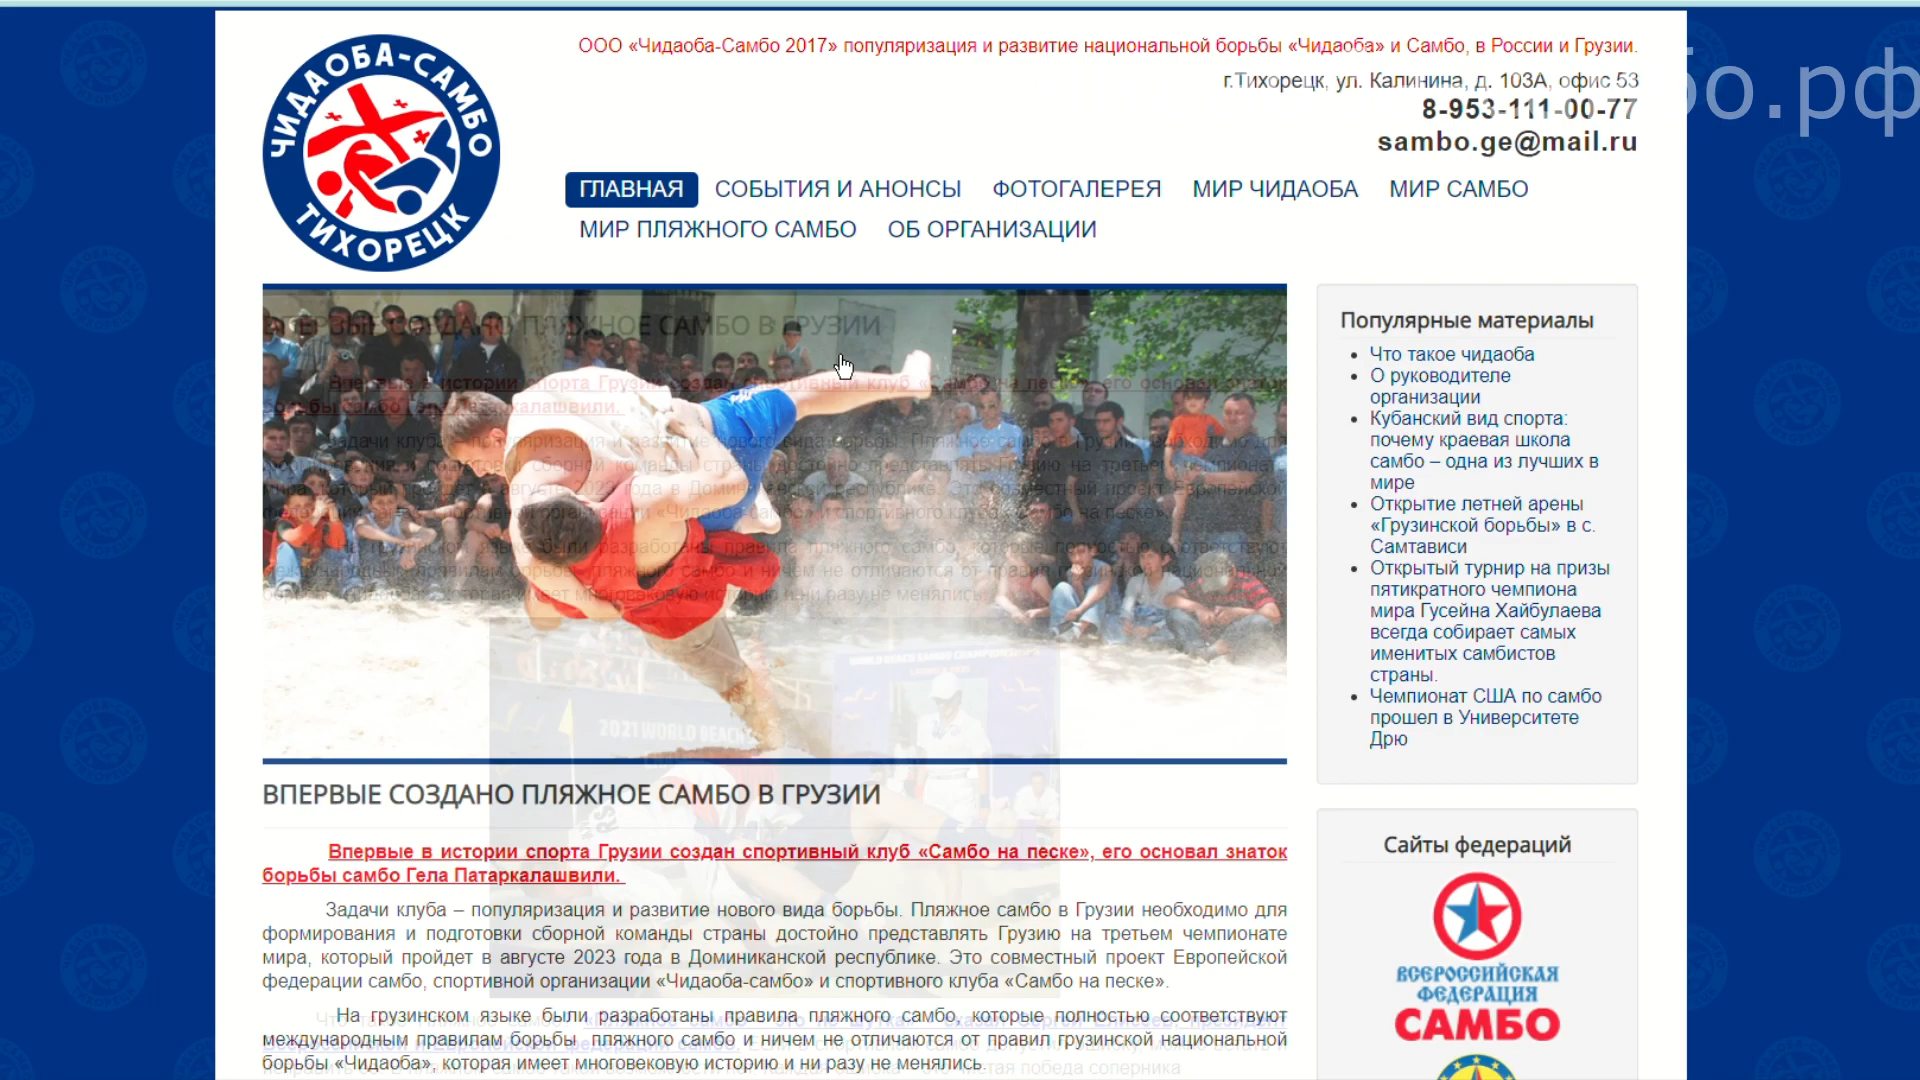 ЧИДАОБА-САМБО
ТИХОРЕЦК
ООО «Чидаоба-Самбо 2017» популяризация и развитие национальной борьбы «Чидаоба» и Самбо, в России и Грузии.
г.Тихорецк, ул. Калинина, д. 103А, офис 53
8-953-111-00-77
sambo.ge@mail.ru
бо.рф
ГЛАВНАЯ СОБЫТИЯ И АНОНСЫ ФОТОГАЛЕРЕЯ МИР ЧИДАОБА МИР САМБО
МИР ПЛЯЖНОГО САМБО ОБ ОРГАНИЗАЦИИ
ВПЕРВЫЕ СОЗДАНО ПЛЯЖНОЕ САМБО В ГРУЗИИ
Впервые в истории спорта Грузии создан спортивный клуб «Самбо на песке», его основал знаток
борьбы самбо Гела Патаркалашвили.
Задачи клуба – популяризация и развитие нового вида борьбы. Пляжное самбо в Грузии необходимо для
формирования и подготовки сборной команды страны достойно представлять Грузию на третьем чемпионате
мира, который пройдет в августе 2023 года в Доминиканской республике. Это совместный проект Европейской
федерации самбо, спортивной организации «Чидаоба-самбо» и спортивного клуба «Самбо на песке».
На грузинском языке были разработаны правила пляжного самбо, которые полностью соответствуют
международным правилам борьбы пляжного самбо и ничем не отличаются от правил грузинской национальной
борьбы «Чидаоба», которая имеет многовековую историю и ни разу не менялись.
2021 WORLD BEACH
Популярные материалы
Что такое чидаоба
О руководителе
организации
Кубанский вид спорта:
почему краевая школа
самбо – одна из лучших в
мире
Открытие летней арены
«Грузинской борьбы» в с.
Самтависи
Открытый турнир на призы
пятикратного чемпиона
мира Гусейна Хайбулаева
всегда собирает самых
именитых самбистов
страны.
Чемпионат США по самбо
прошел в Университете
Дрю
Сайты федераций
ВСЕРОССИЙСКАЯ
ФЕДЕРАЦИЯ
САМБО